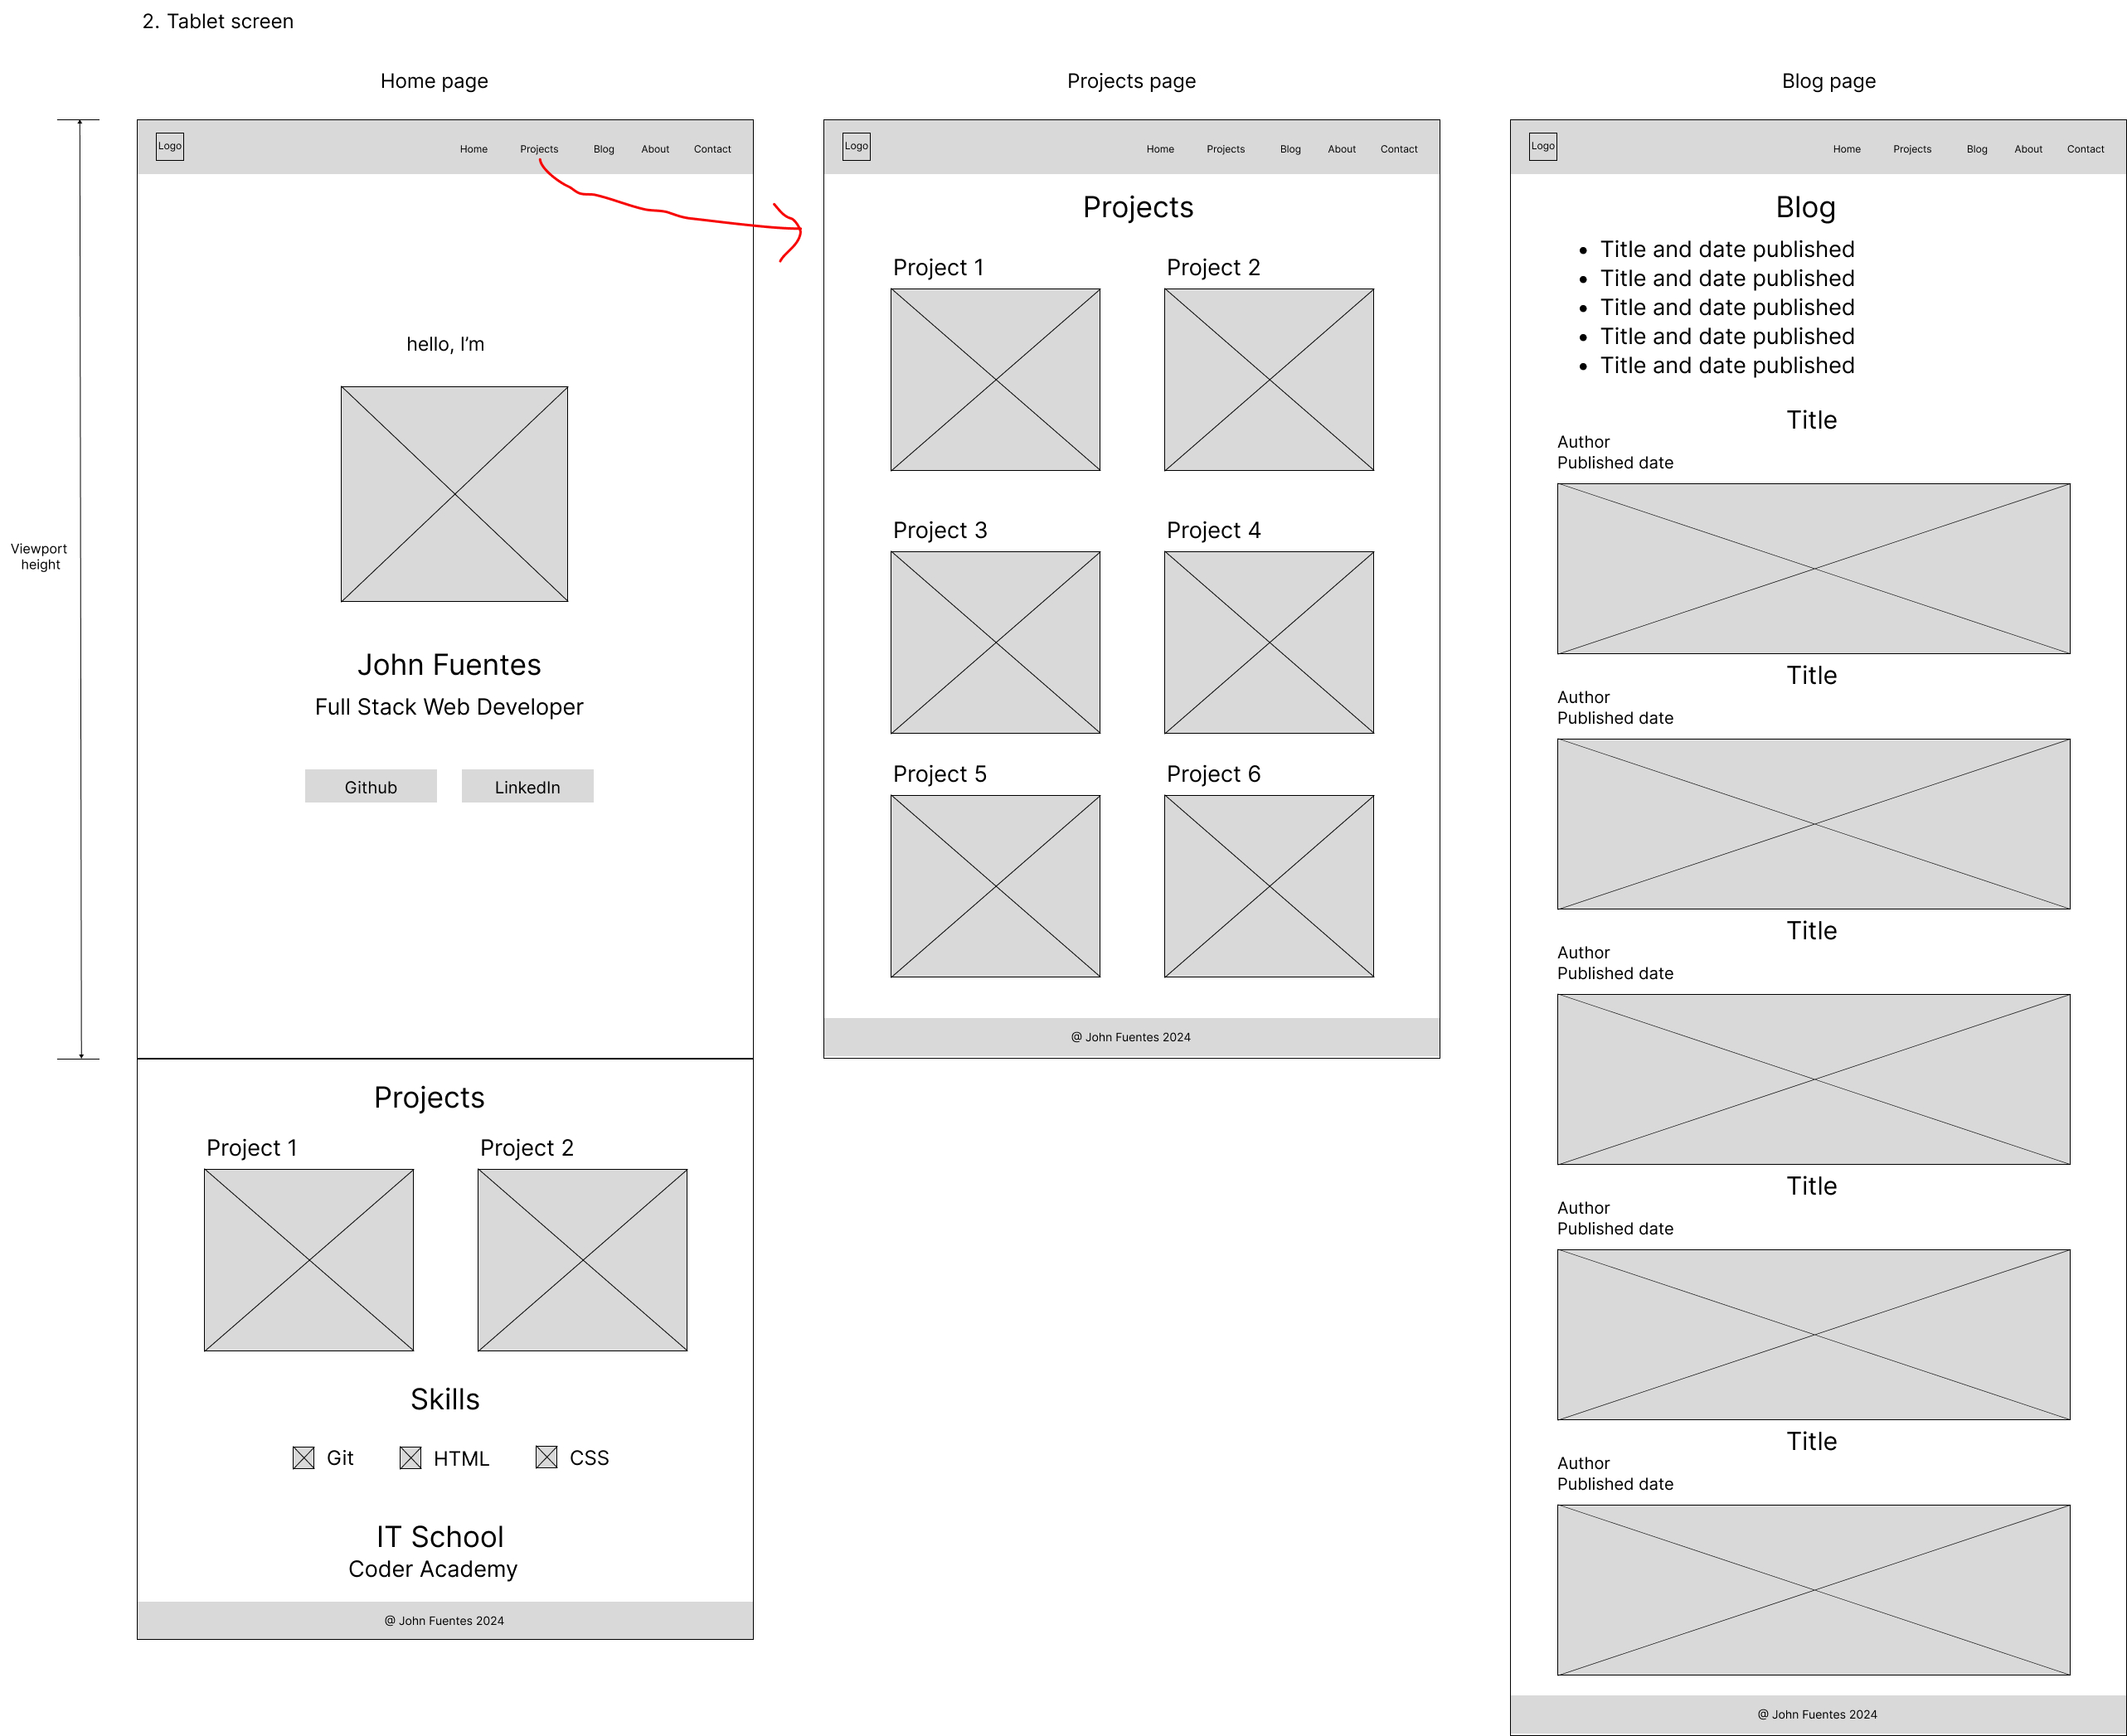 2. Tablet screen
Home page
Viewport
height
Logo
Home Projects Blog About Contact
hello, I'm
John Fuentes
Full Stack Web Developer
Github LinkedIn
Projects
Project 1 Project 2
Skills
Git HTML CSS
IT School
Coder Academy
@ John Fuentes 2024
Projects page
Logo
Home Projects Blog About Contact
Projects
Project 1 Project 2
Project 3 Project 4
Project 5 Project 6
@ John Fuentes 2024
Blog page
Logo
Home Projects Blog About Contact
Blog
• Title and date published
• Title and date published
• Title and date published
• Title and date published
• Title and date published
Title
Author
Published date
Title
Author
Published date
Title
Author
Published date
Title
Author
Published date
Title
Author
Published date
@ John Fuentes 2024